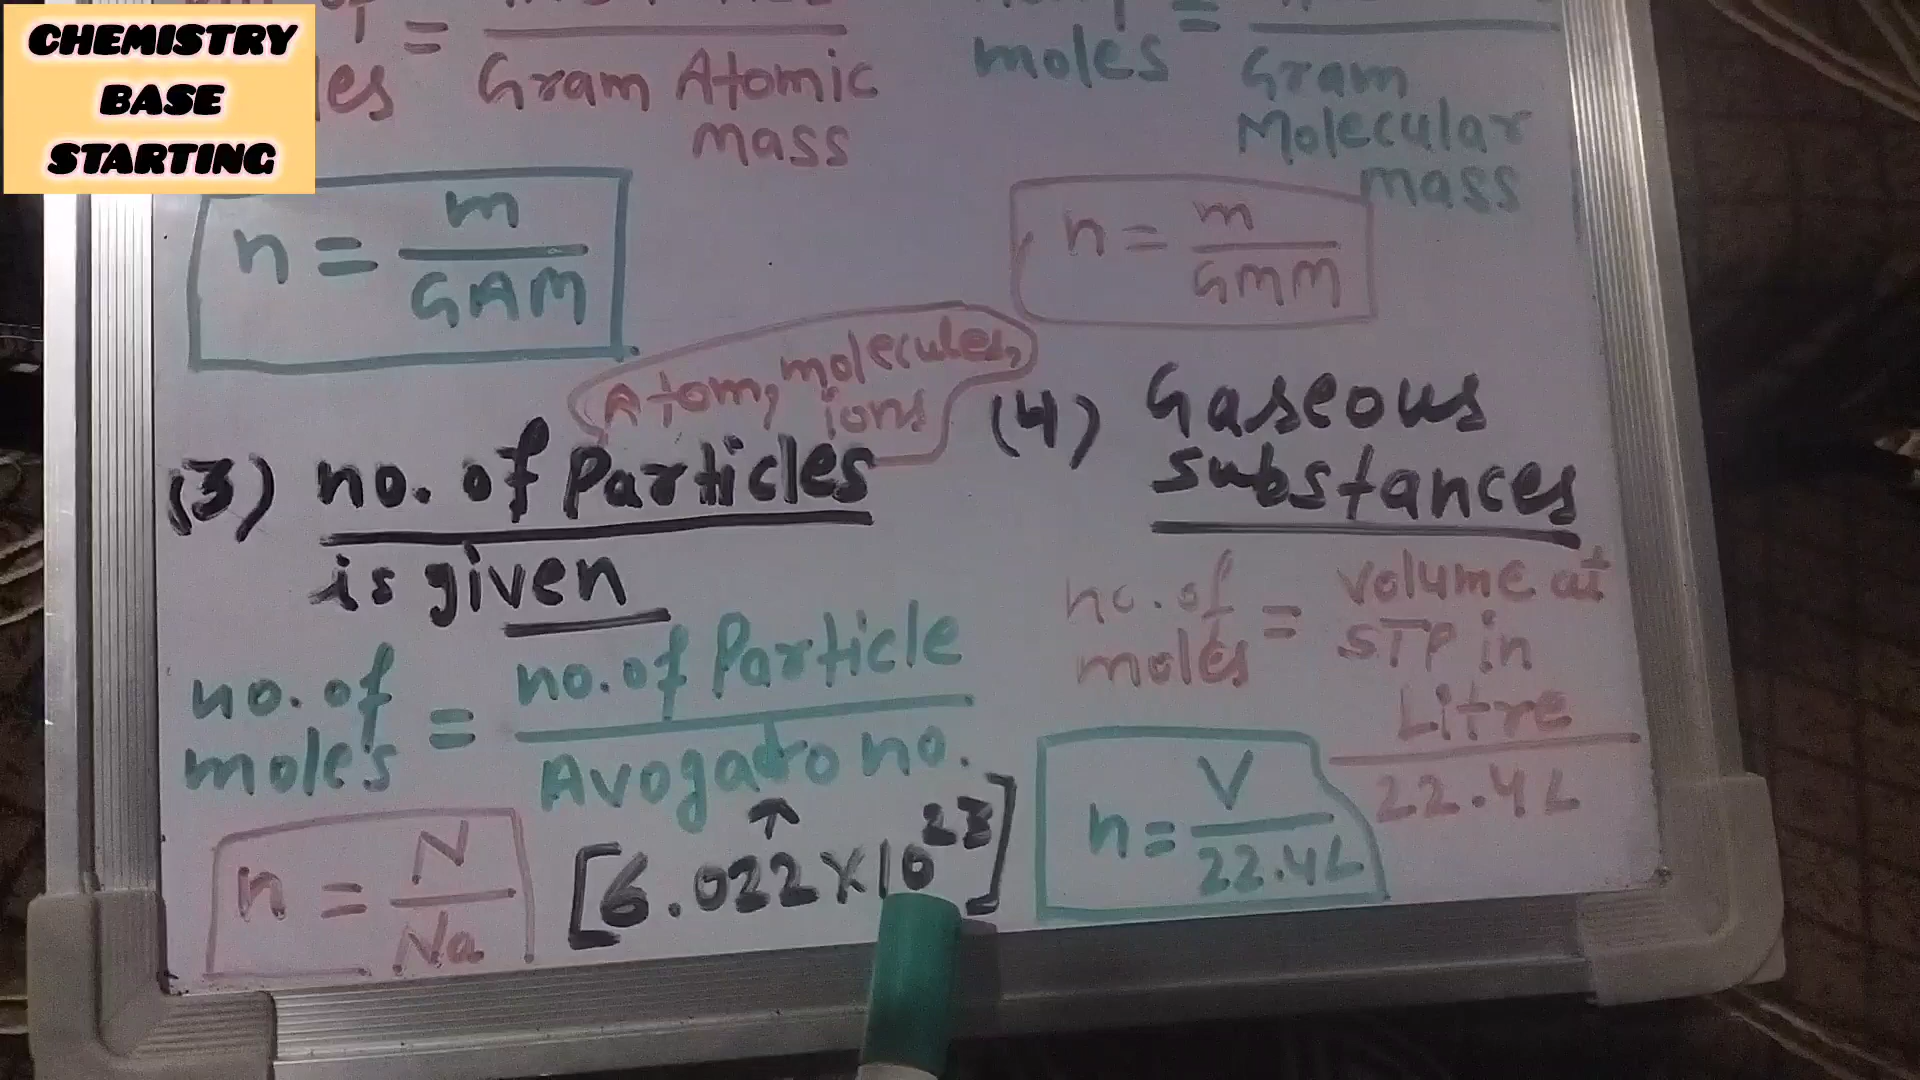 CHEMISTRY
BASE
STARTING
les = Gram Atomic
mass
n = m
GAM
moles = Gram
Molecular
mass
n = m
GMM
Atom, molecules,
ions
(3) no. of Particles
is given
no. of
moles = no. of Particle
Avogadro no.
[6.022 X 10^23]
n = N
Na
(4) Gaseous
substances
no. of
moles = volume at
STP in
Litre
22.4L
n = V
22.4L